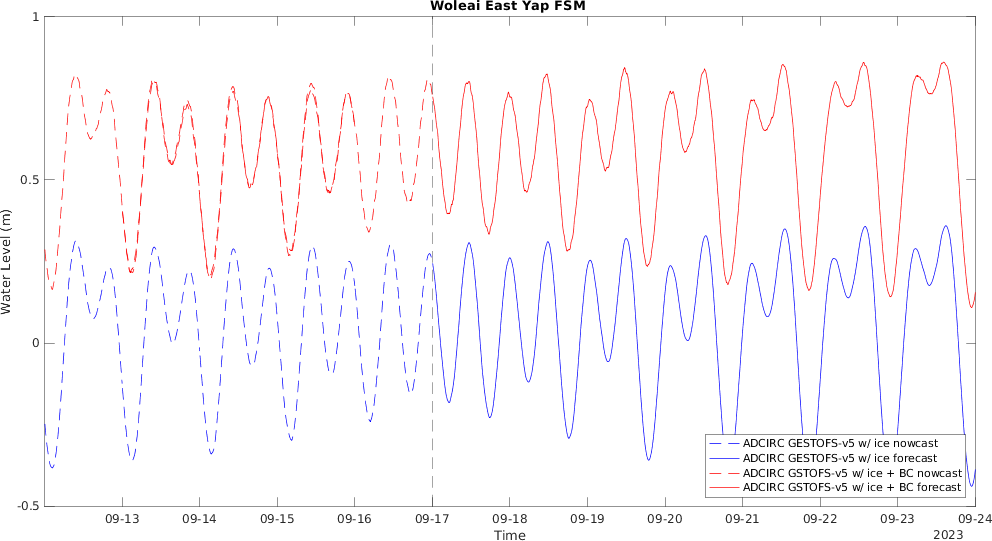 Woleai East Yap FSM
1
0.5
0
-0.5
Water Level (m)
ADCIRC GESTOFS-v5 w/ ice nowcast
ADCIRC GESTOFS-v5 w/ ice forecast
ADCIRC GSTOFS-v5 w/ ice + BC nowcast
ADCIRC GSTOFS-v5 w/ ice + BC forecast
09-13 09-14 09-15 09-16 09-17 09-18 09-19 09-20 09-21 09-22 09-23 09-24
Time
2023